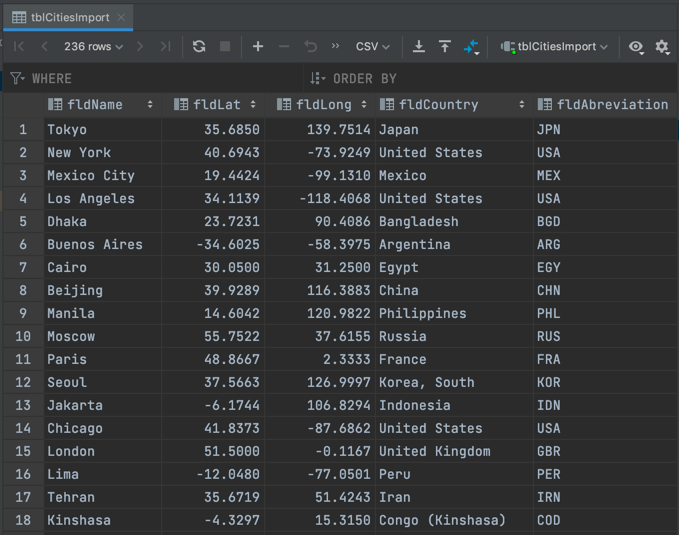 tblCitiesImport
236 rows CSV tblCitiesImport
WHERE ORDER BY
fldName fldLat fldLong fldCountry fldAbreviation
1 Tokyo 35.6850 139.7514 Japan JPN
2 New York 40.6943 -73.9249 United States USA
3 Mexico City 19.4424 -99.1310 Mexico MEX
4 Los Angeles 34.1139 -118.4068 United States USA
5 Dhaka 23.7231 90.4086 Bangladesh BGD
6 Buenos Aires -34.6025 -58.3975 Argentina ARG
7 Cairo 30.0500 31.2500 Egypt EGY
8 Beijing 39.9289 116.3883 China CHN
9 Manila 14.6042 120.9822 Philippines PHL
10 Moscow 55.7522 37.6155 Russia RUS
11 Paris 48.8667 2.3333 France FRA
12 Seoul 37.5663 126.9997 Korea, South KOR
13 Jakarta -6.1744 106.8294 Indonesia IDN
14 Chicago 41.8373 -87.6862 United States USA
15 London 51.5000 -0.1167 United Kingdom GBR
16 Lima -12.0480 -77.0501 Peru PER
17 Tehran 35.6719 51.4243 Iran IRN
18 Kinshasa -4.3297 15.3150 Congo (Kinshasa) COD